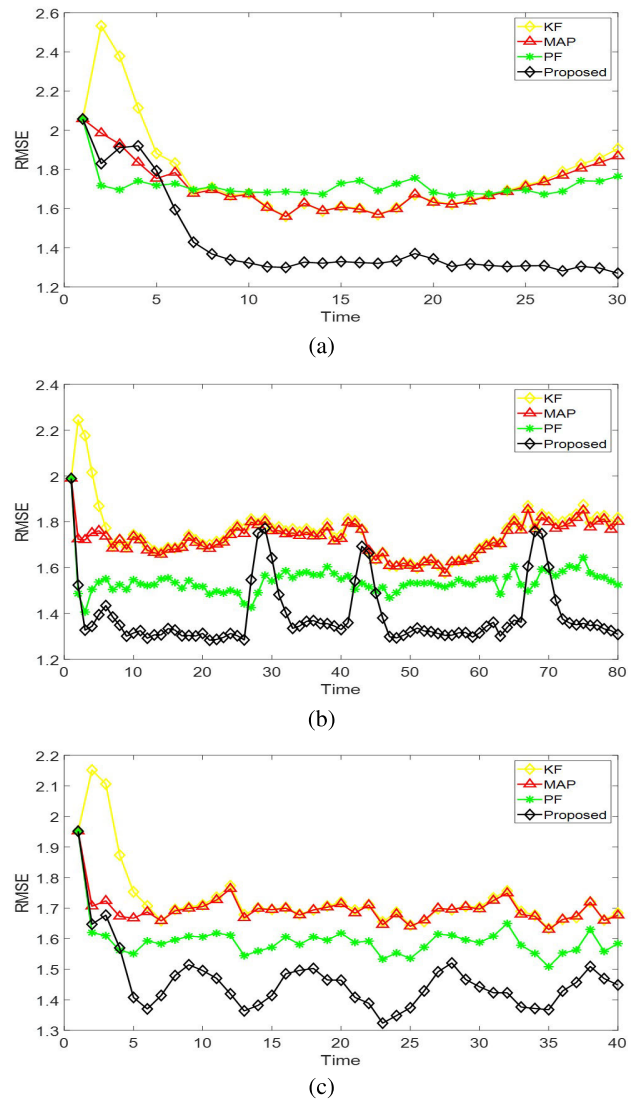 2.6
2.4
2.2
2
1.8
1.6
1.4
1.2
RMSE
KF
MAP
PF
Proposed
0 5 10 15 20 25 30
Time
(a)
2.4
2.2
2
1.8
1.6
1.4
1.2
RMSE
KF
MAP
PF
Proposed
0 10 20 30 40 50 60 70 80
Time
(b)
2.2
2.1
2
1.9
1.8
1.7
1.6
1.5
1.4
1.3
RMSE
KF
MAP
PF
Proposed
0 5 10 15 20 25 30 35 40
Time
(c)